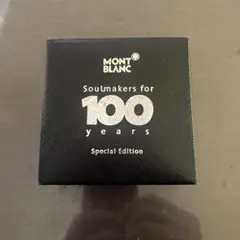 MONT
BLANC
Soulmakers for
100
years
Special Edition